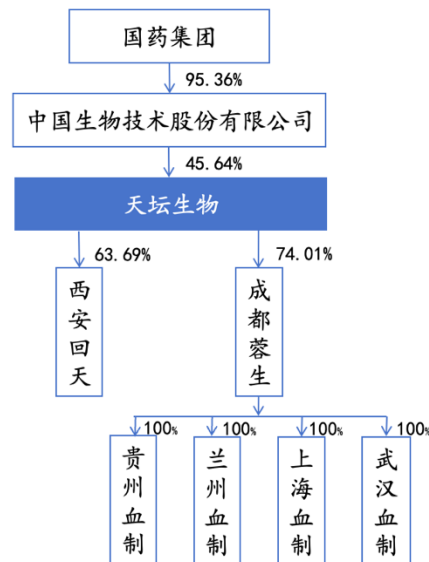 国药集团
95.36%
中国生物技术股份有限公司
45.64%
天坛生物
63.69%
74.01%
西安回天
成都蓉生
100%
100%
100%
100%
贵州血制
兰州血制
上海血制
武汉血制